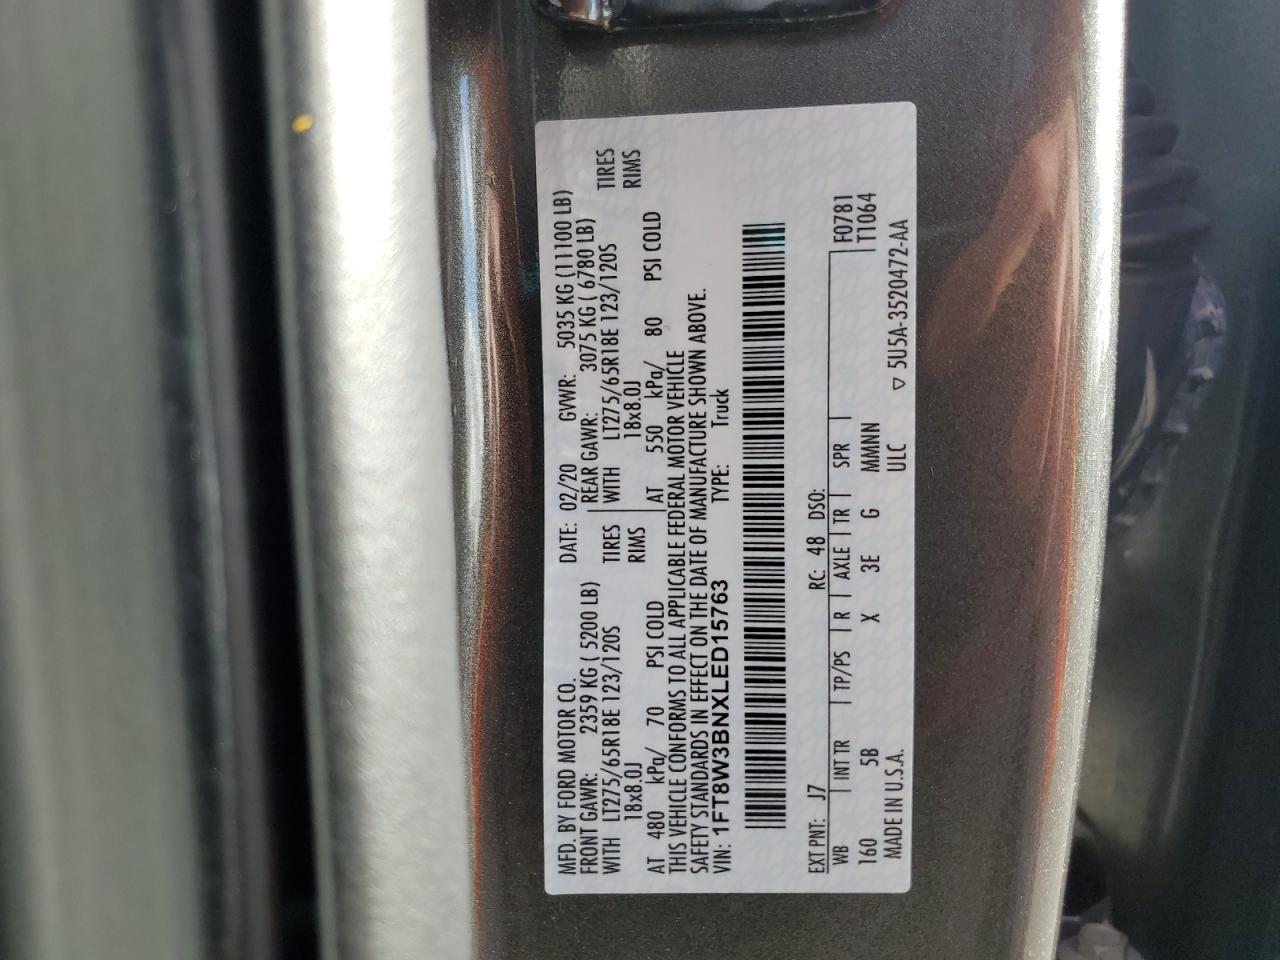 MFD. BY FORD MOTOR CO. DATE: 02/20 GVWR: 5035 KG (11100 LB)
FRONT GAWR: 2359 KG ( 5200 LB) REAR GAWR: 3075 KG ( 6780 LB)
WITH LT275/65R18E 123/120S TIRES WITH LT275/65R18E 123/120S TIRES
18x8.0J RIMS 18x8.0J RIMS
AT 480 kPa/ 70 PSI COLD AT 550 kPa/ 80 PSI COLD
THIS VEHICLE CONFORMS TO ALL APPLICABLE FEDERAL MOTOR VEHICLE
SAFETY STANDARDS IN EFFECT ON THE DATE OF MANUFACTURE SHOWN ABOVE.
VIN: 1FT8W3BNXLED15763 TYPE: Truck
EXT PNT: J7 RC: 48 DSO: F0781
WB INT TR TP/PS R AXLE TR SPR T1064
160 5B X 3E G MMNNN
MADE IN U.S.A. ULC ▽ 5U5A-3520472-AA